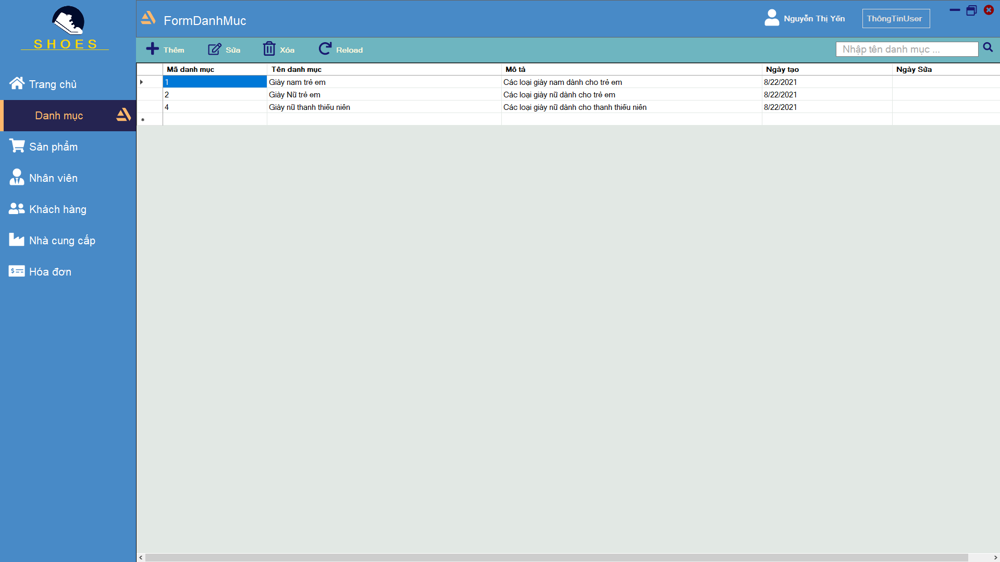 SHOES
FormDanhMuc
Nguyễn Thị Yến
ThôngTinUser
Thêm
Sửa
Xóa
Reload
Nhập tên danh mục ...
Trang chủ
Danh mục
Sản phẩm
Nhân viên
Khách hàng
Nhà cung cấp
Hóa đơn
Mã danh mục Tên danh mục Mô tả Ngày tạo Ngày Sửa
1 Giày nam trẻ em Các loại giày nam dành cho trẻ em 8/22/2021
2 Giày Nữ trẻ em Các loại giày nữ dành cho trẻ em 8/22/2021
4 Giày nữ thanh thiếu niên Các loại giày nữ dành cho thanh thiếu niên 8/22/2021